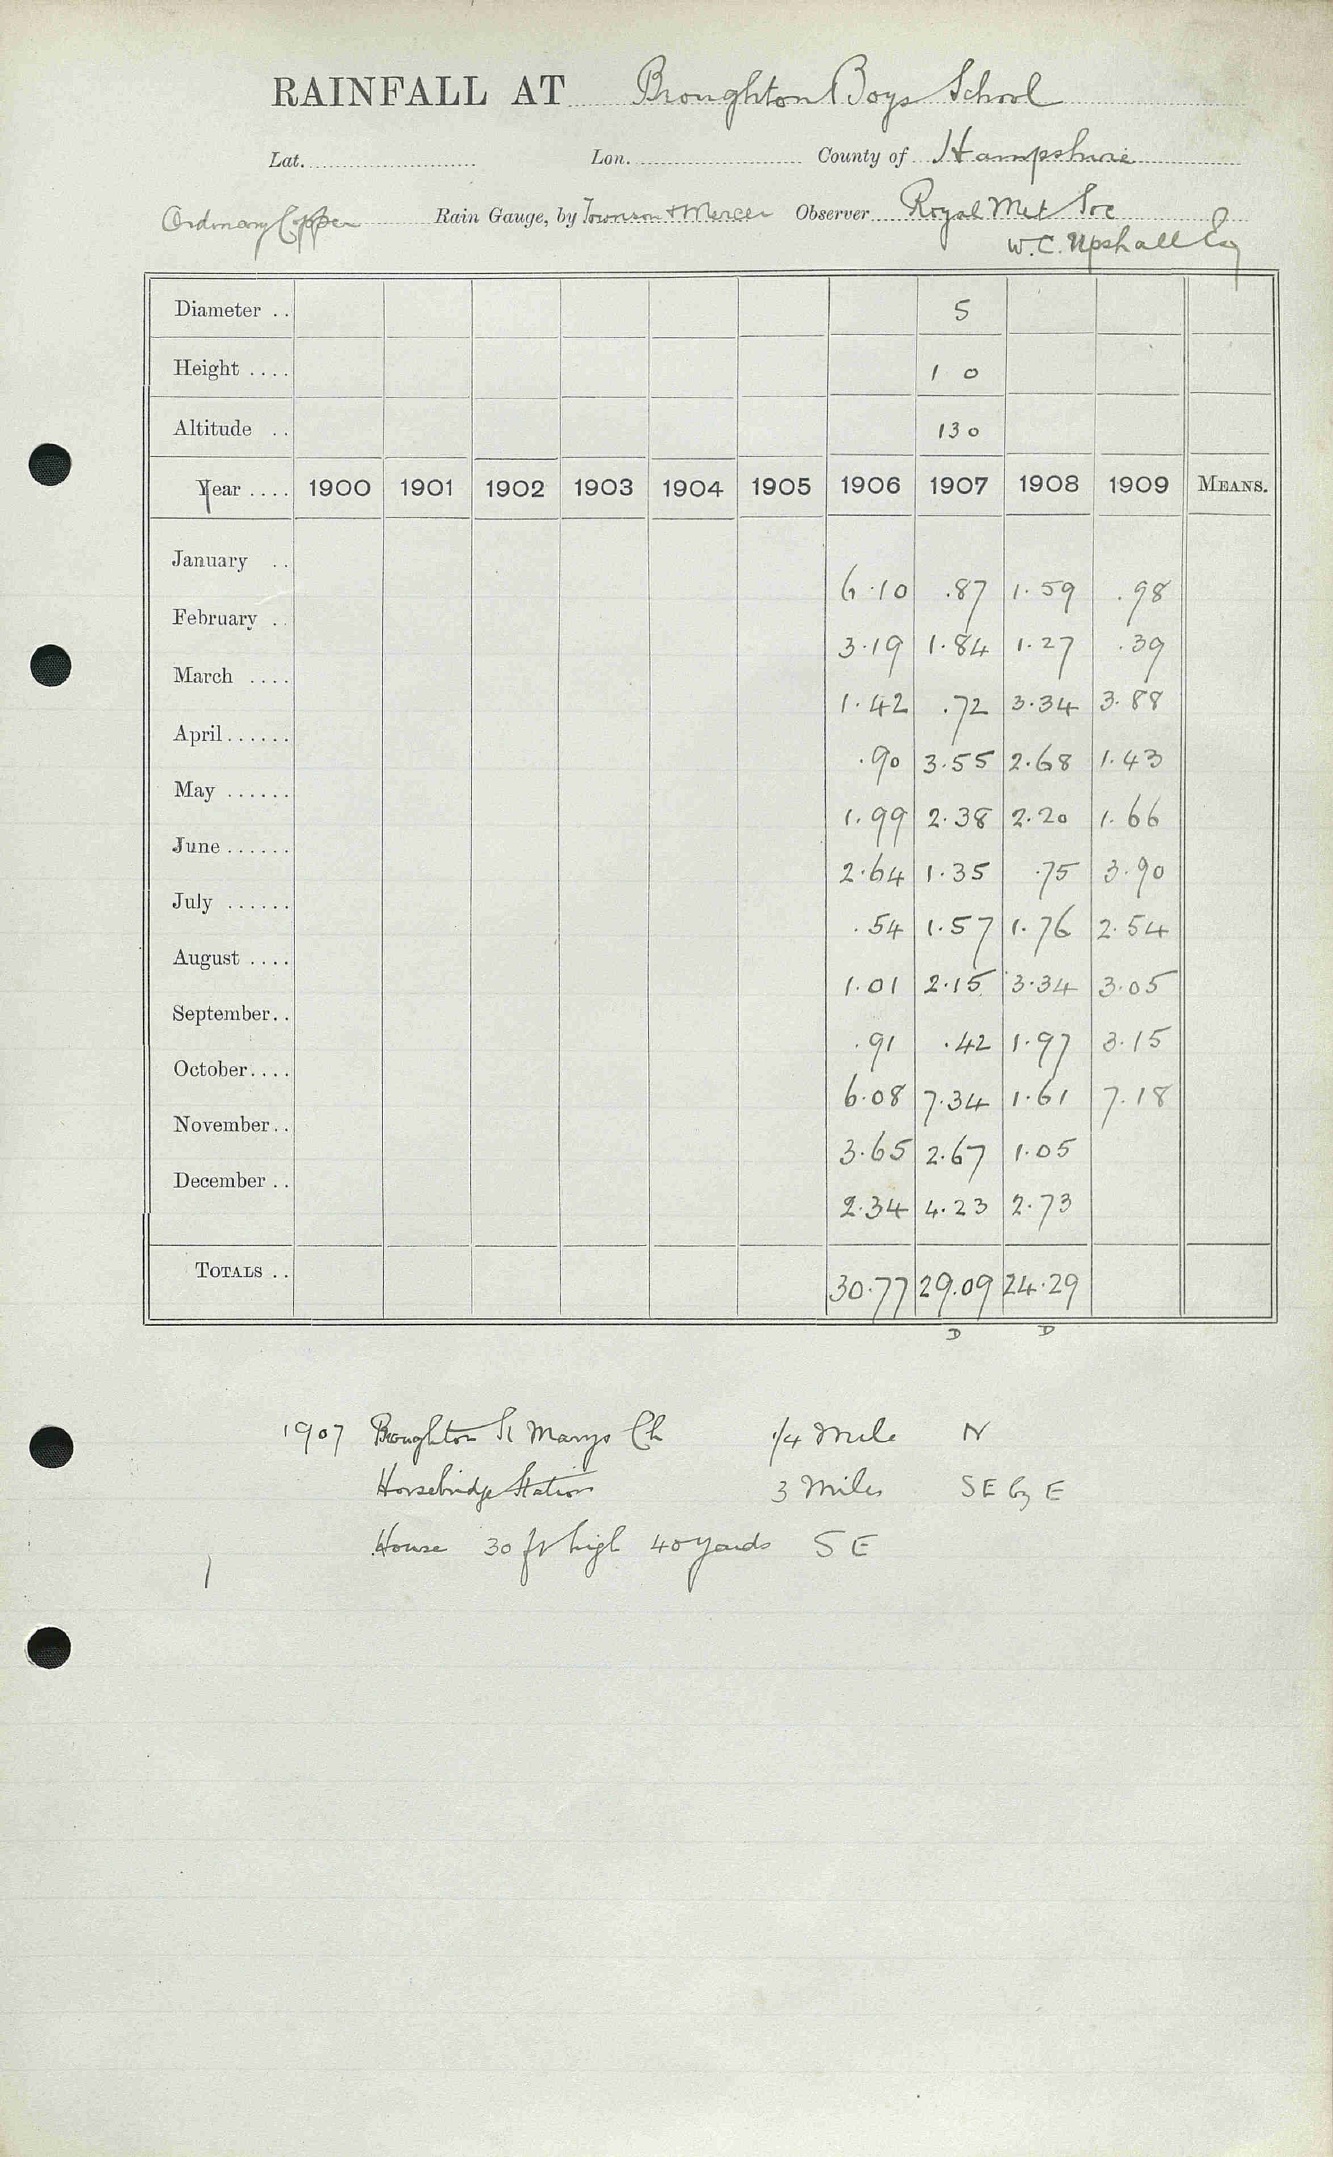 RAINFALL AT Broughton Boys School
Lat. Lon. County of Hampshire
Ordinary Copper Rain Gauge, by Townson & Mercer Observer Royal Met Soc
W. C. Upshall Esq
Diameter .. 5
Height .... 1 0
Altitude .. 130
Year .... 1900 1901 1902 1903 1904 1905 1906 1907 1908 1909 MEANS.
January .. 6.10 .87 1.59 .98
February .. 3.19 1.84 1.27 .39
March .... 1.42 .72 3.34 3.88
April...... .90 3.55 2.68 1.43
May ...... 1.99 2.38 2.20 1.66
June ...... 2.64 1.35 .75 3.90
July ...... .54 1.57 1.76 2.54
August .... 1.01 2.15 3.34 3.05
September.. .91 .42 1.97 3.15
October.... 6.08 7.34 1.61 7.18
November.. 3.65 2.67 1.05
December .. 2.34 4.23 2.73
TOTALS .. 30.77 29.09 24.29
D D
1907 Broughton St Marys Ch 1/4 Mile N
Horsebridge Station 3 Miles SE by E
House 30 ft high 40 yards SE